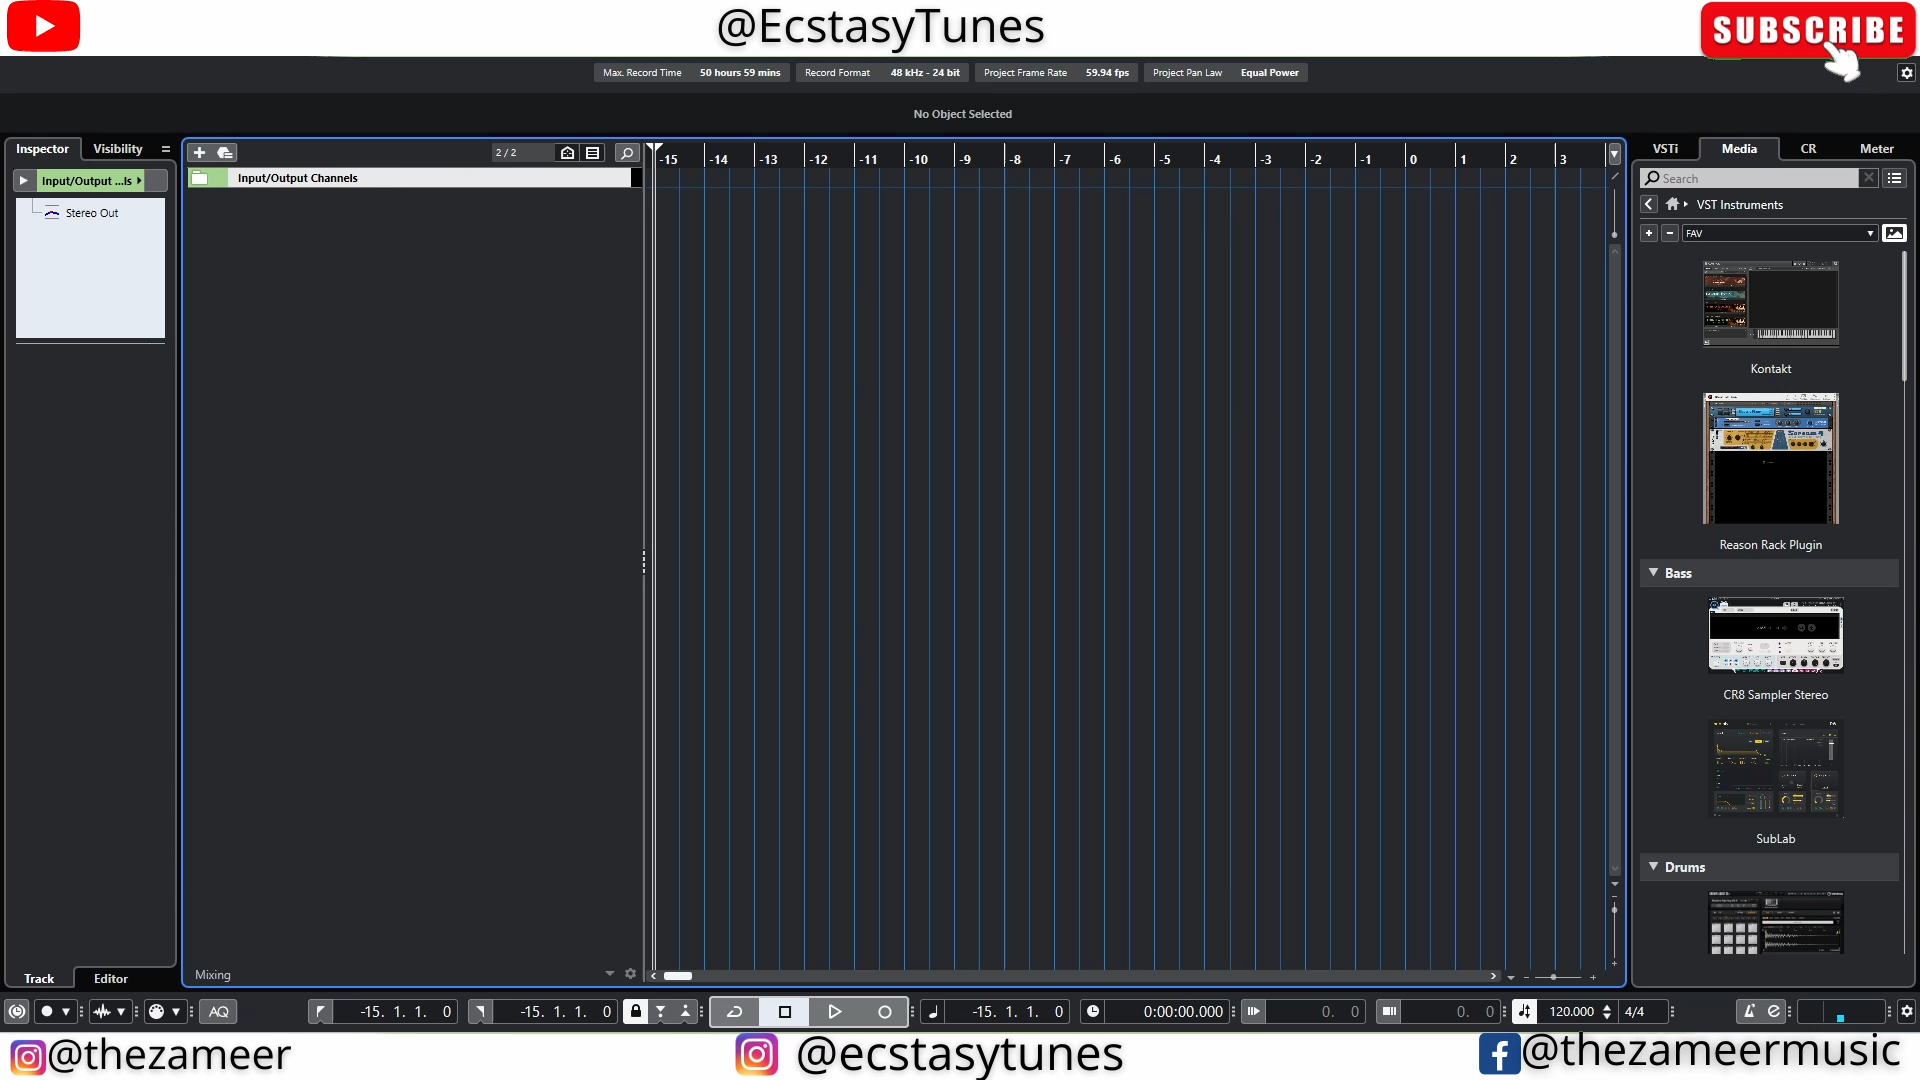 @EcstasyTunes
SUBSCRIBE
Max. Record Time 50 hours 59 mins Record Format 48 kHz - 24 bit Project Frame Rate 59.94 fps Project Pan Law Equal Power
No Object Selected
Inspector Visibility
Input/Output ...ls
Stereo Out
2 / 2
Input/Output Channels
-15 -14 -13 -12 -11 -10 -9 -8 -7 -6 -5 -4 -3 -2 -1 0 1 2 3
VSTi Media CR Meter
Search
VST Instruments
FAV
Kontakt
Reason Rack Plugin
Bass
CR8 Sampler Stereo
SubLab
Drums
Mixing
Track Editor
AQ -15. 1. 1. 0 -15. 1. 1. 0 -15. 1. 1. 0 0:00:00.000 0. 0 0. 0 120.000 4/4
@thezameer
@ecstasytunes
@thezameermusic